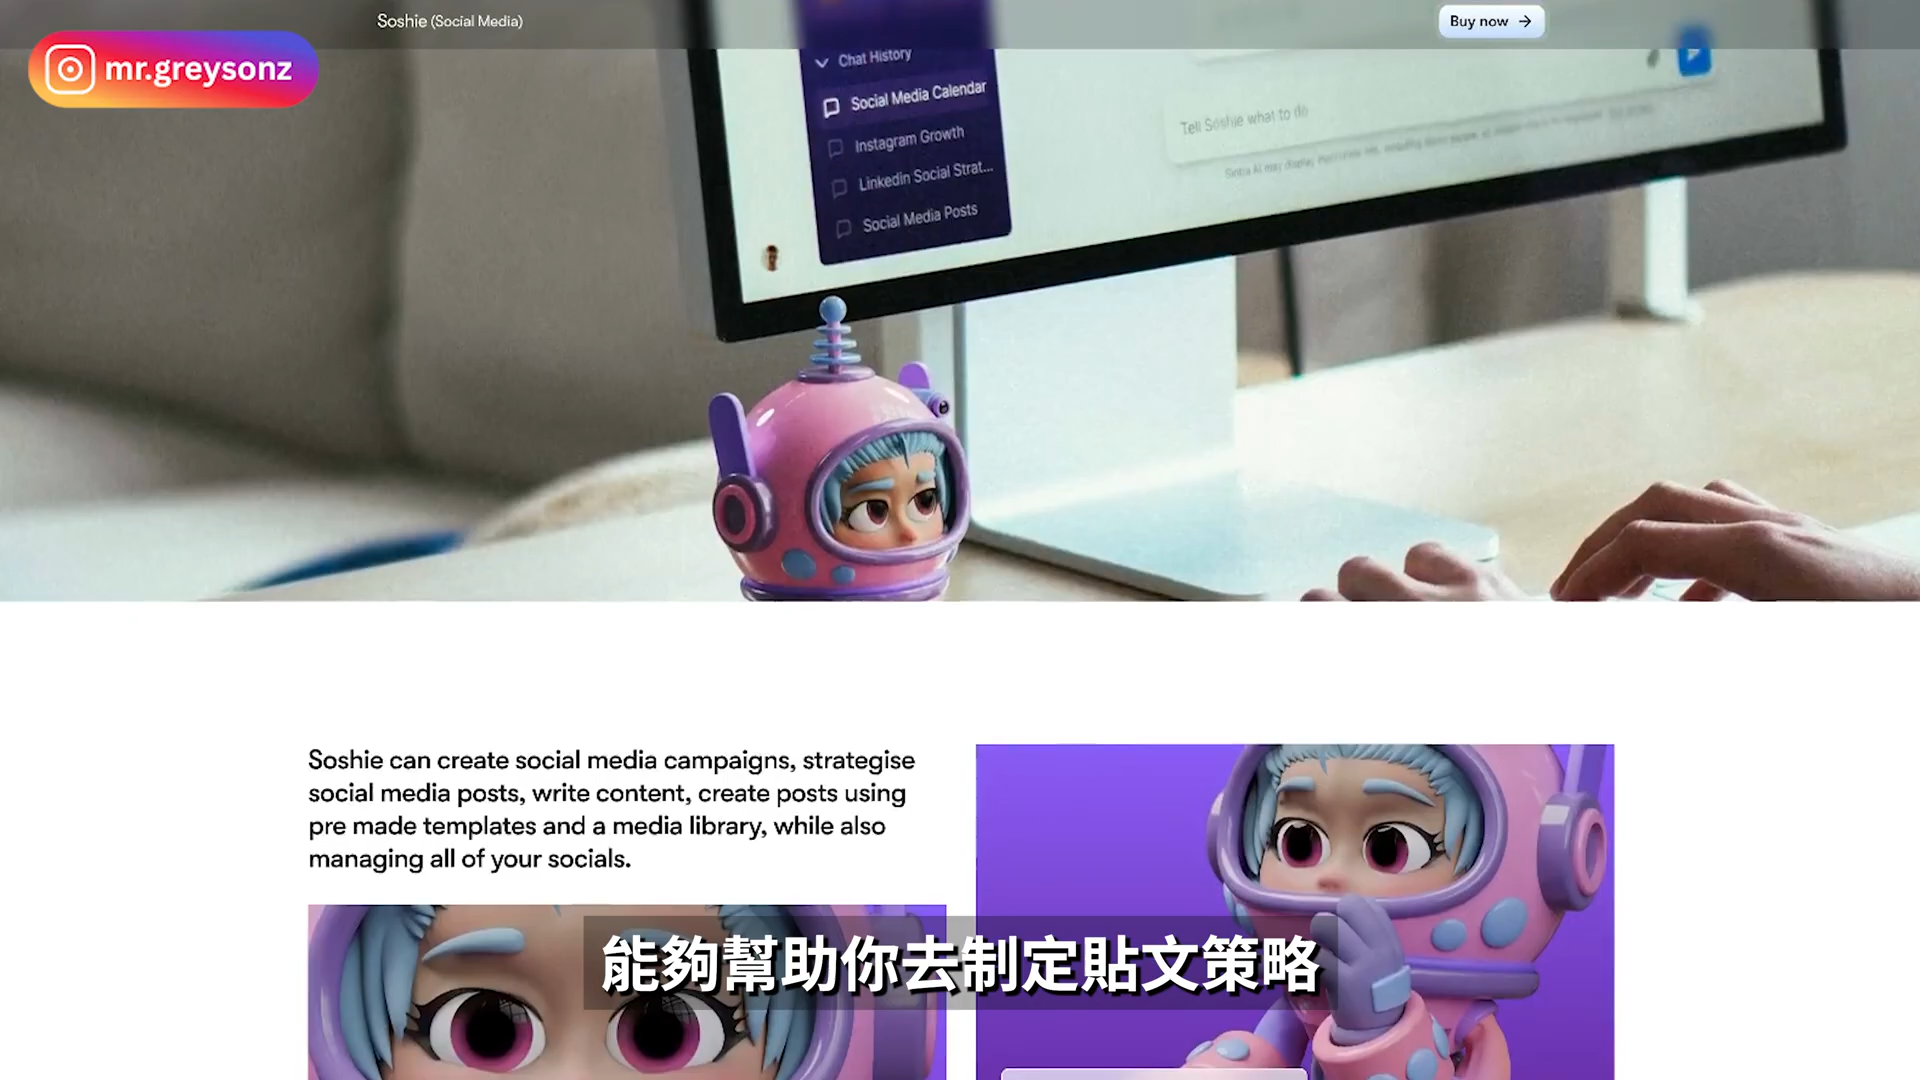 Soshie (Social Media)
Buy now
mr.greysonz
Chat History
Social Media Calendar
Instagram Growth
Linkedin Social Strat...
Social Media Posts
Tell Soshie what to do
Soshie can create social media campaigns, strategise
social media posts, write content, create posts using
pre made templates and a media library, while also
managing all of your socials.
能夠幫助你去制定貼文策略